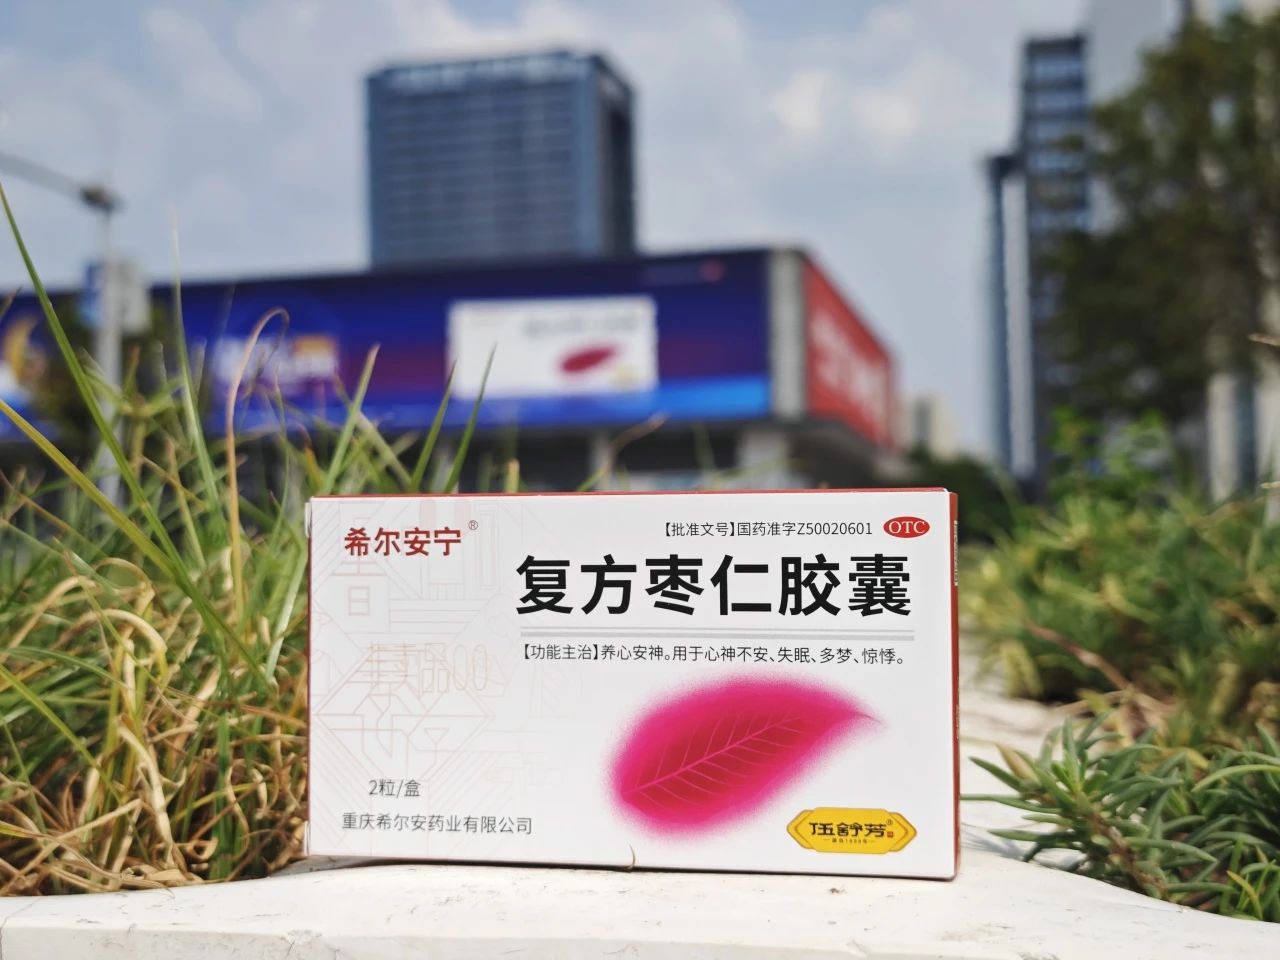 希尔安宁®
【批准文号】国药准字Z50020601 OTC
复方枣仁胶囊
【功能主治】养心安神。用于心神不安、失眠、多梦、惊悸。
2粒/盒
重庆希尔安药业有限公司
伍舒芳®